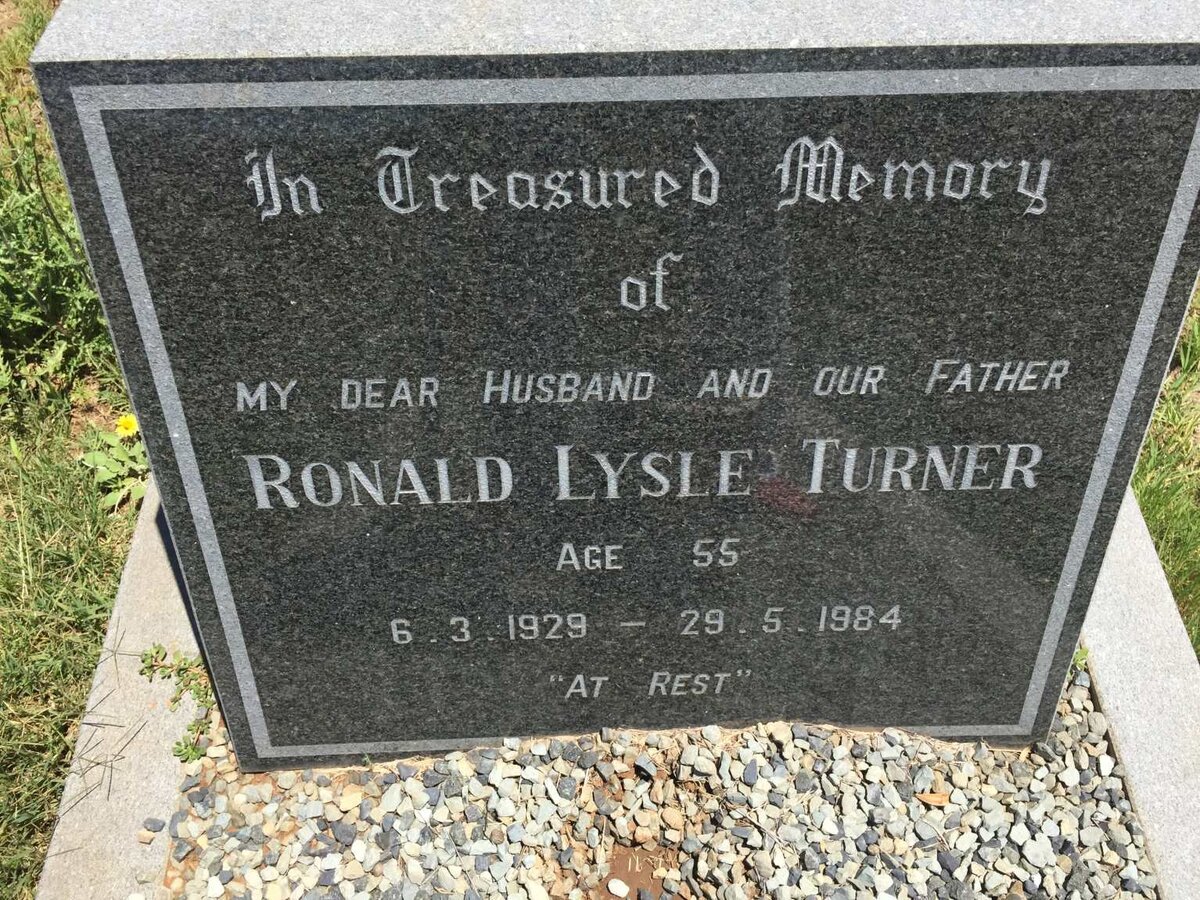 In Treasured Memory
of
MY DEAR HUSBAND AND OUR FATHER
RONALD LYSLE TURNER
AGE 55
6.3.1929 – 29.5.1984
"AT REST"